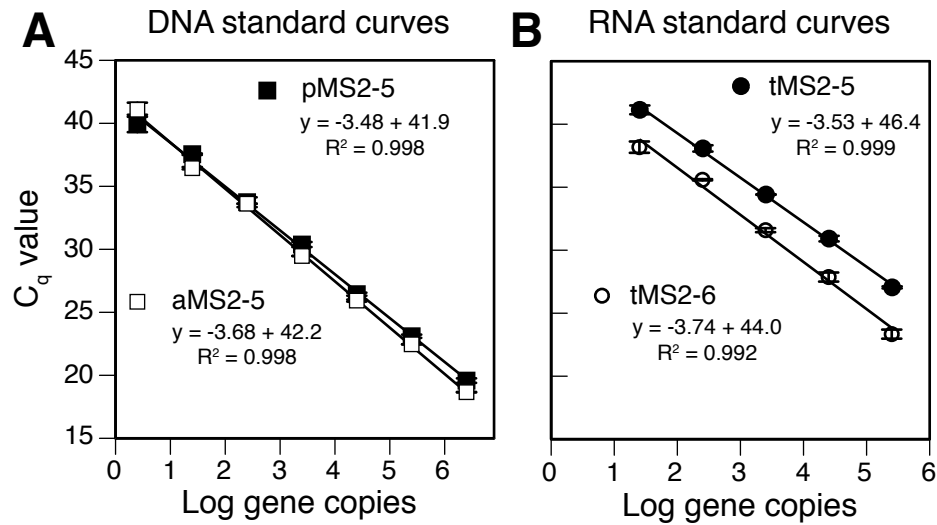 A DNA standard curves
45
40
35
30
25
20
15
C_q value
pMS2-5
y = -3.48 + 41.9
R² = 0.998
aMS2-5
y = -3.68 + 42.2
R² = 0.998
0 1 2 3 4 5 6
Log gene copies
B RNA standard curves
tMS2-5
y = -3.53 + 46.4
R² = 0.999
tMS2-6
y = -3.74 + 44.0
R² = 0.992
0 1 2 3 4 5 6
Log gene copies